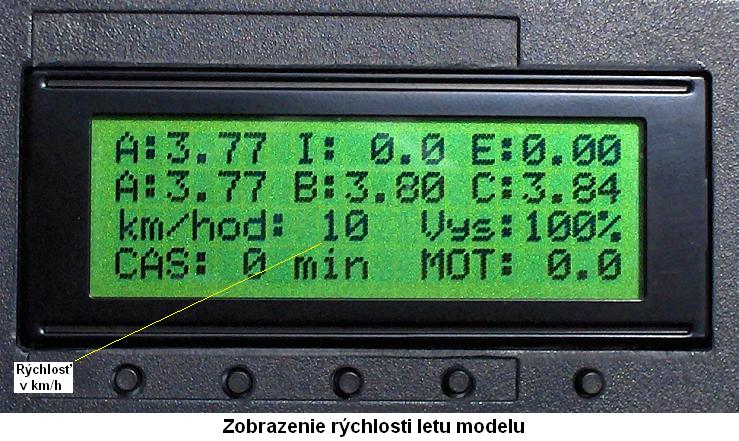 A:3.77 I: 0.0 E:0.00
A:3.77 B:3.80 C:3.84
km/hod: 10 Vys:100%
CAS: 0 min MOT: 0.0
Rýchlosť
v km/h
Zobrazenie rýchlosti letu modelu